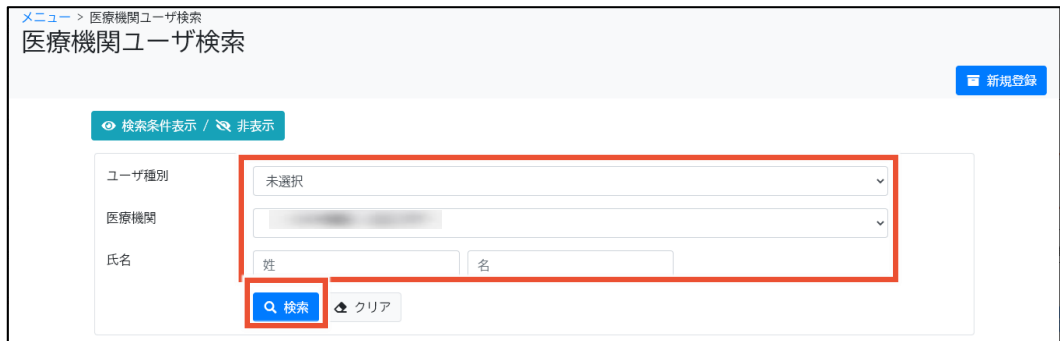 メニュー > 医療機関ユーザ検索
医療機関ユーザ検索
新規登録
検索条件表示 / 非表示
ユーザ種別
未選択
医療機関
氏名
姓 名
検索 クリア